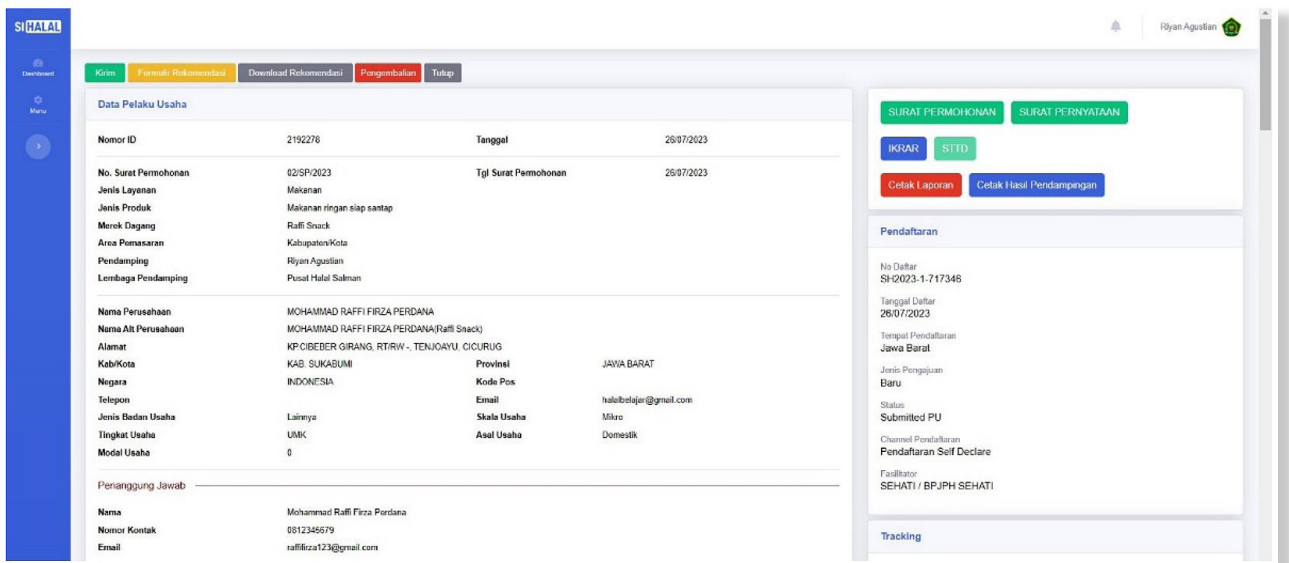 SIHALAL
Riyan Agustian
Dashboard
Menu
Kirim Formulir Rekomendasi Download Rekomendasi Pengembalian Tutup
Data Pelaku Usaha
Nomor ID 2192278 Tanggal 26/07/2023
No. Surat Permohonan 02/SP/2023 Tgl Surat Permohonan 26/07/2023
Jenis Layanan Makanan
Jenis Produk Makanan ringan siap santap
Merek Dagang Raffi Snack
Area Pemasaran Kabupaten/Kota
Pendamping Riyan Agustian
Lembaga Pendamping Pusat Halal Salman
Nama Perusahaan MOHAMMAD RAFFI FIRZA PERDANA
Nama Alt Perusahaan MOHAMMAD RAFFI FIRZA PERDANA(Raffi Snack)
Alamat KP.CIBEBER GIRANG, RT/RW -, TENJOAYU, CICURUG
Kab/Kota KAB. SUKABUMI Provinsi JAWA BARAT
Negara INDONESIA Kode Pos
Telepon Email halalbelajar@gmail.com
Jenis Badan Usaha Lainnya Skala Usaha Mikro
Tingkat Usaha UMK Asal Usaha Domestik
Modal Usaha 0
Penanggung Jawab
Nama Mohammad Raffi Firza Perdana
Nomor Kontak 0812345679
Email raffifirza123@gmail.com
SURAT PERMOHONAN SURAT PERNYATAAN
IKRAR STTD
Cetak Laporan Cetak Hasil Pendampingan
Pendaftaran
No Daftar
SH2023-1-717346
Tanggal Daftar
26/07/2023
Tempat Pendaftaran
Jawa Barat
Jenis Pengajuan
Baru
Status
Submitted PU
Channel Pendaftaran
Pendaftaran Self Declare
Fasilitator
SEHATI / BPJPH SEHATI
Tracking